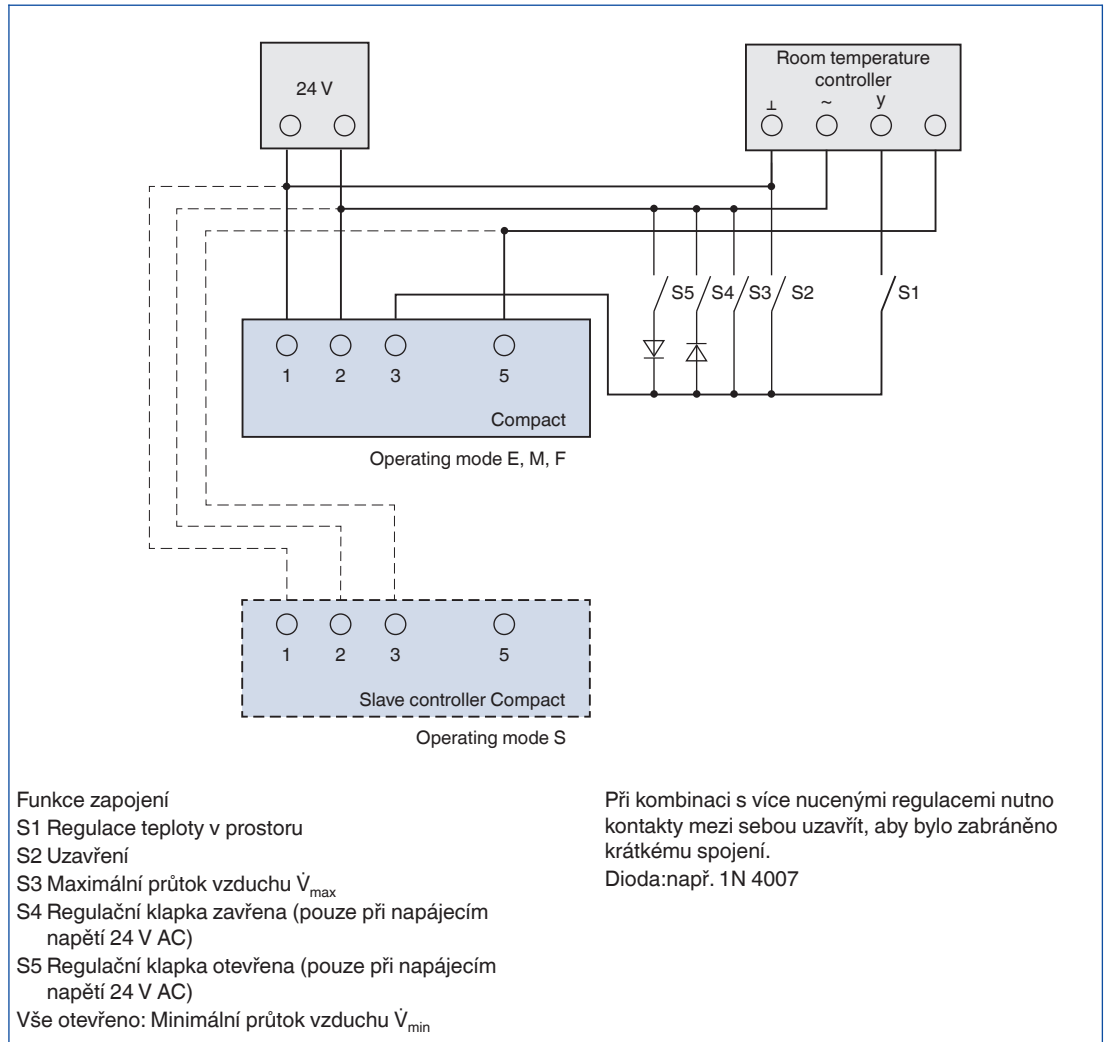 24 V
Room temperature
controller
⊥ ~ y
S5 S4 S3 S2 S1
1 2 3 5
Compact
Operating mode E, M, F
1 2 3 5
Slave controller Compact
Operating mode S
Funkce zapojení
S1 Regulace teploty v prostoru
S2 Uzavření
S3 Maximální průtok vzduchu V̇max
S4 Regulační klapka zavřena (pouze při napájecím
napětí 24 V AC)
S5 Regulační klapka otevřena (pouze při napájecím
napětí 24 V AC)
Vše otevřeno: Minimální průtok vzduchu V̇min
Při kombinaci s více nucenými regulacemi nutno
kontakty mezi sebou uzavřít, aby bylo zabráněno
krátkému spojení.
Dioda:např. 1N 4007